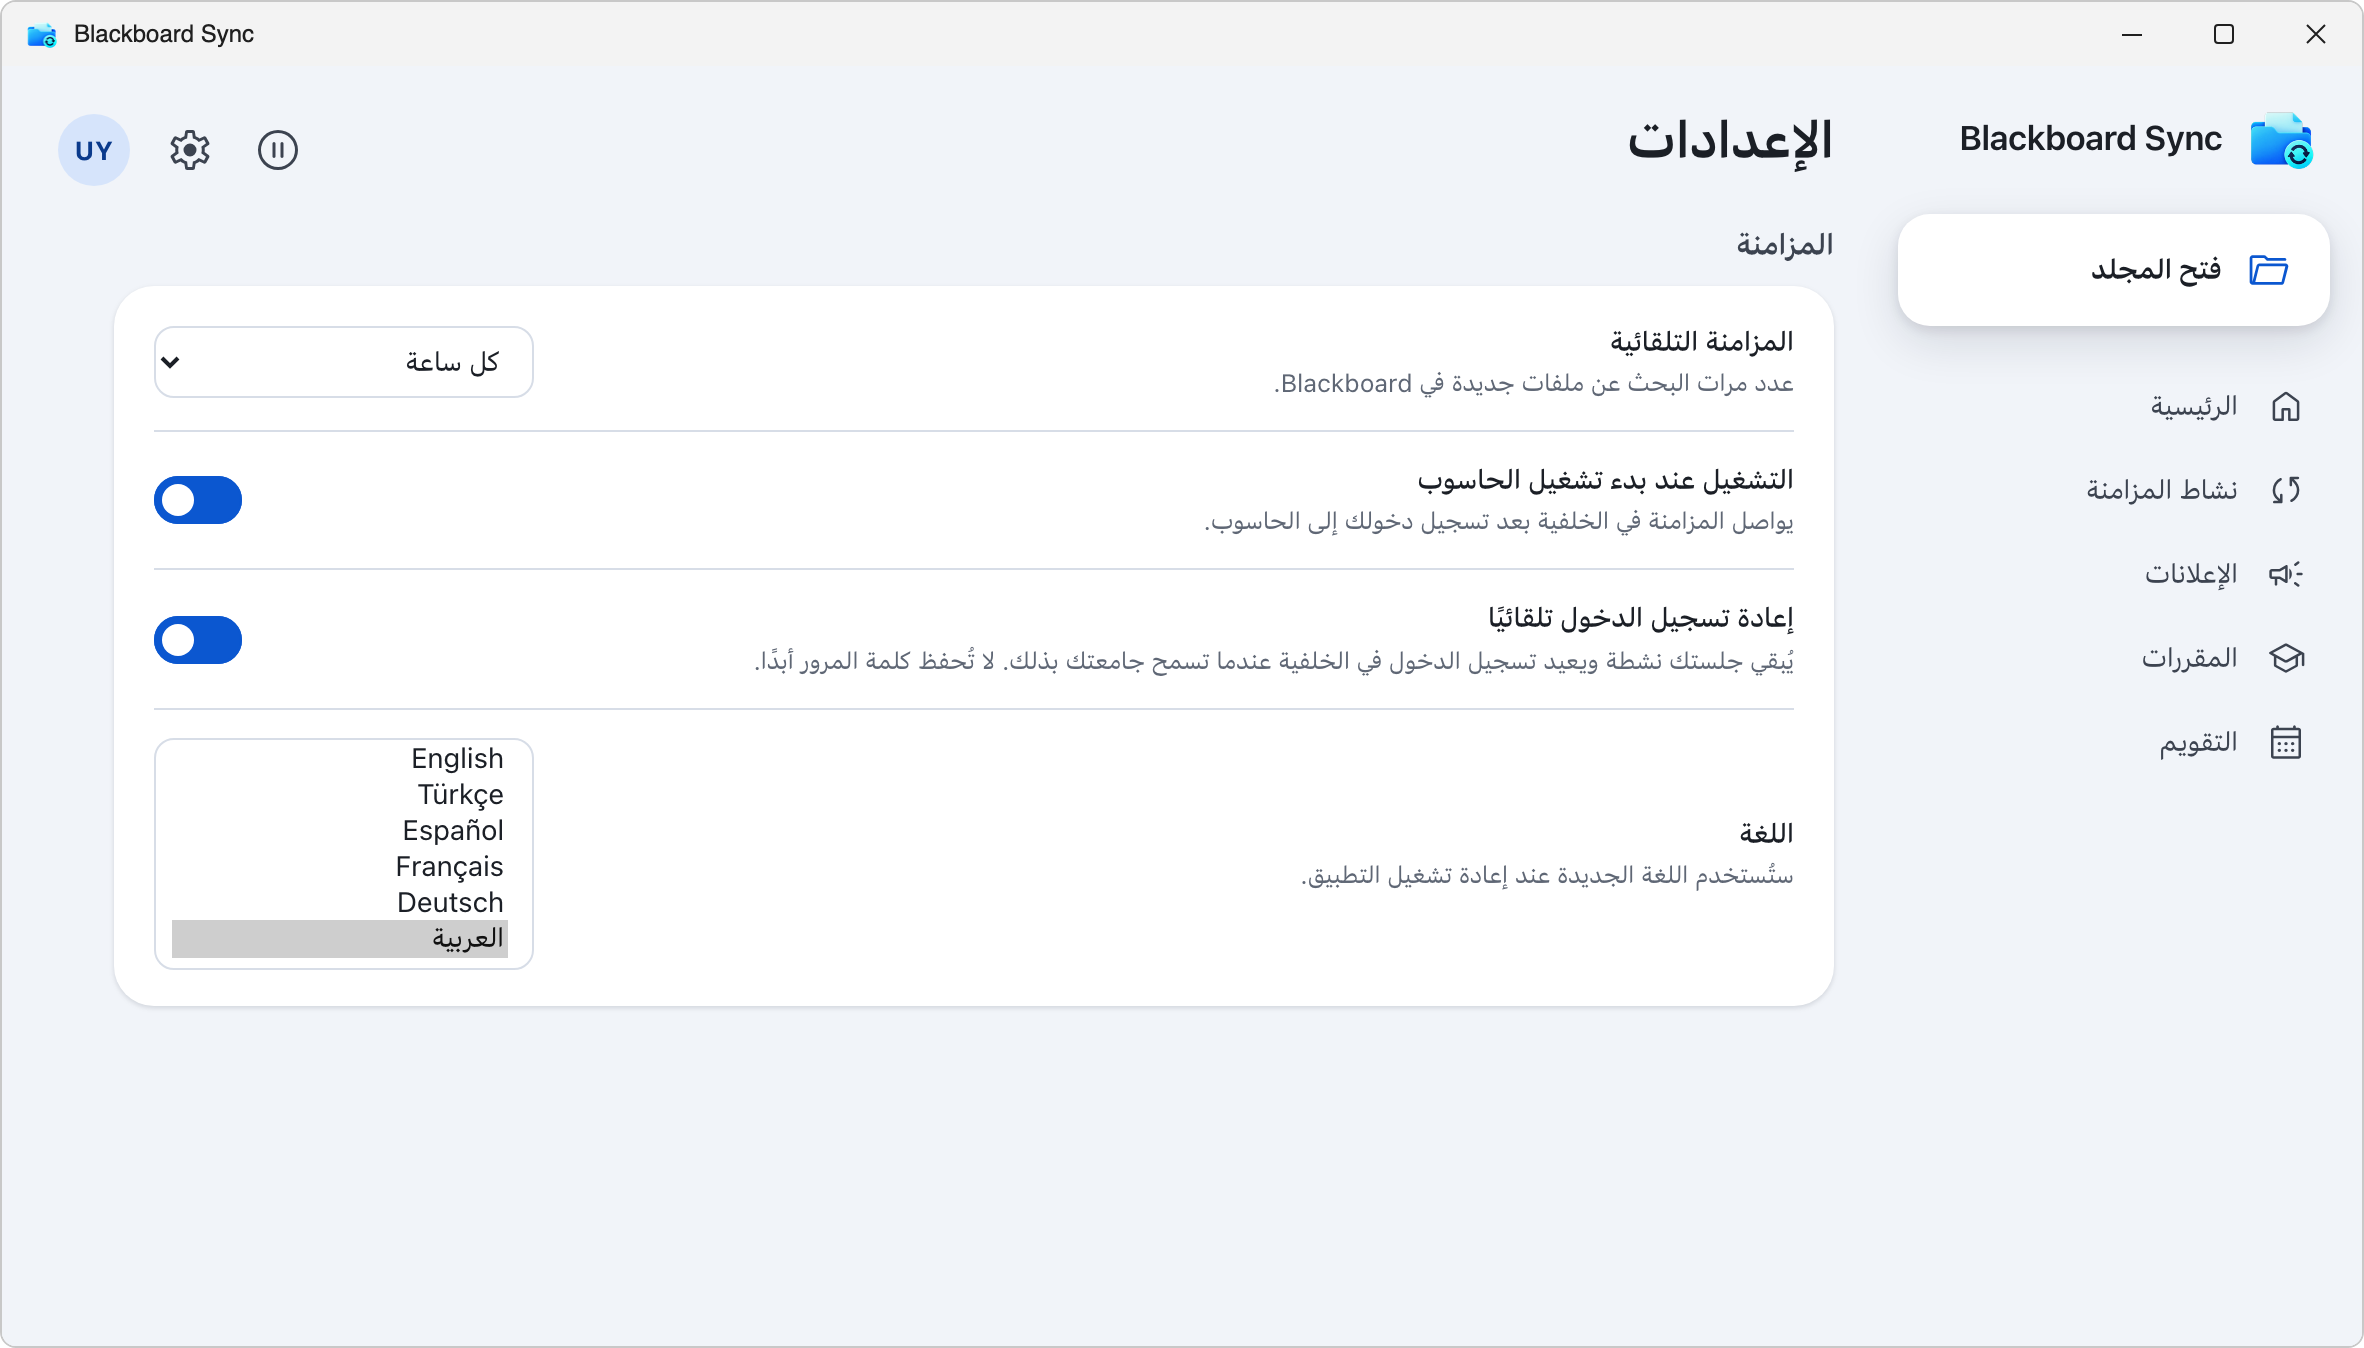 Blackboard Sync
Blackboard Sync
فتح المجلد
الرئيسية
نشاط المزامنة
الإعلانات
المقررات
التقويم
الإعدادات
UY
المزامنة
المزامنة التلقائية
عدد مرات البحث عن ملفات جديدة في Blackboard.
كل ساعة
التشغيل عند بدء تشغيل الحاسوب
يواصل المزامنة في الخلفية بعد تسجيل دخولك إلى الحاسوب.
إعادة تسجيل الدخول تلقائيًا
يُبقي جلستك نشطة ويعيد تسجيل الدخول في الخلفية عندما تسمح جامعتك بذلك. لا تُحفظ كلمة المرور أبدًا.
اللغة
ستُستخدم اللغة الجديدة عند إعادة تشغيل التطبيق.
English
Türkçe
Español
Français
Deutsch
العربية